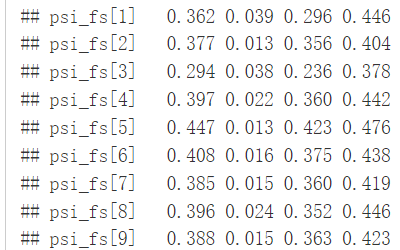 ## psi_fs[1] 0.362 0.039 0.296 0.446
## psi_fs[2] 0.377 0.013 0.356 0.404
## psi_fs[3] 0.294 0.038 0.236 0.378
## psi_fs[4] 0.397 0.022 0.360 0.442
## psi_fs[5] 0.447 0.013 0.423 0.476
## psi_fs[6] 0.408 0.016 0.375 0.438
## psi_fs[7] 0.385 0.015 0.360 0.419
## psi_fs[8] 0.396 0.024 0.352 0.446
## psi_fs[9] 0.388 0.015 0.363 0.423